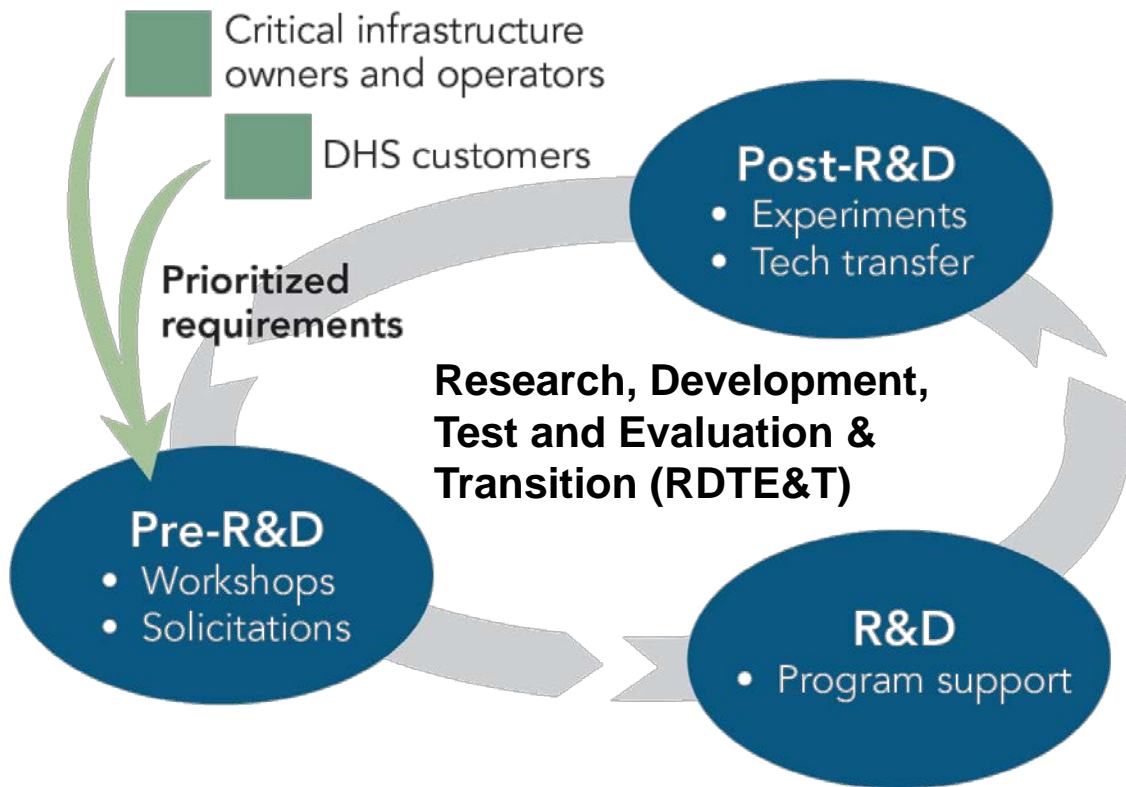 Critical infrastructure
owners and operators
DHS customers
Prioritized
requirements
Post-R&D
• Experiments
• Tech transfer
Research, Development,
Test and Evaluation &
Transition (RDTE&T)
Pre-R&D
• Workshops
• Solicitations
R&D
• Program support